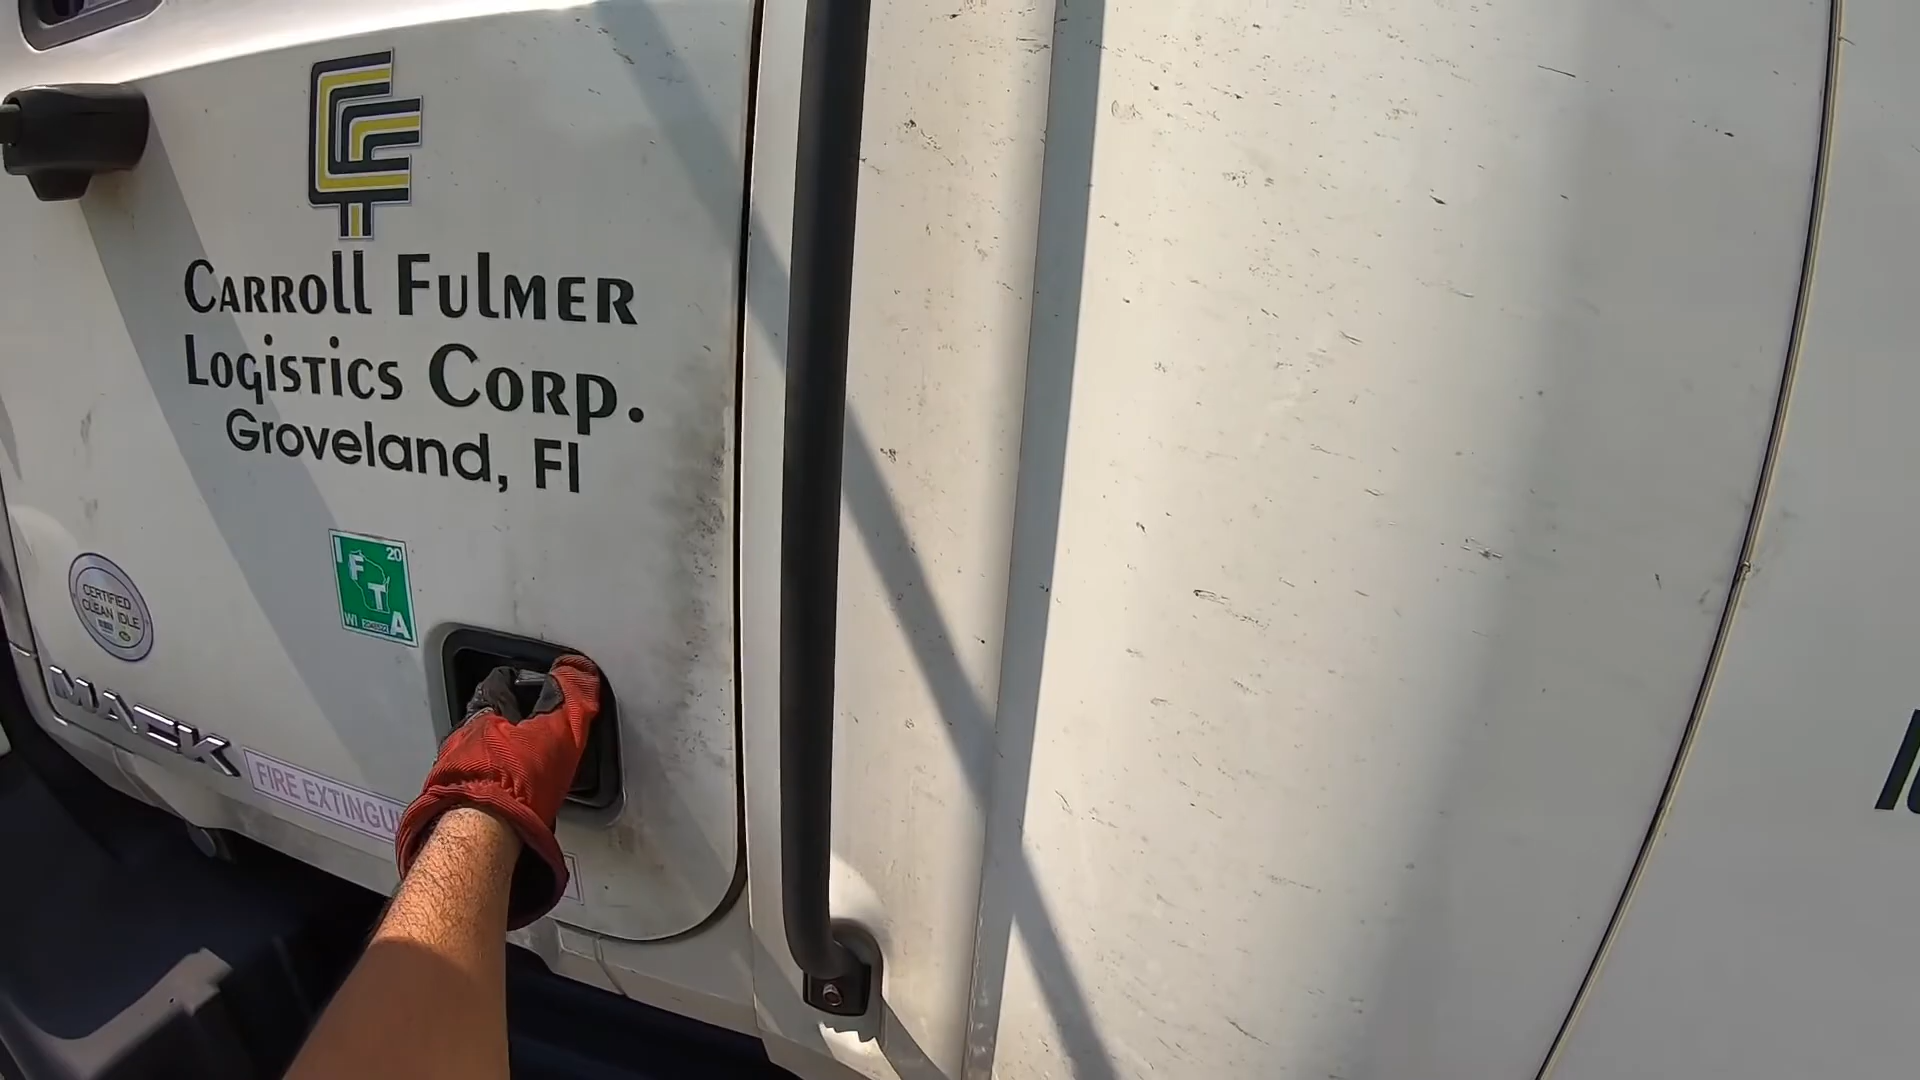 CARROLL FULMER
LOGISTICS CORP.
Groveland, Fl
I 20
F
T
WI
A
CERTIFIED
CLEAN IDLE
MACK
FIRE EXTINGU